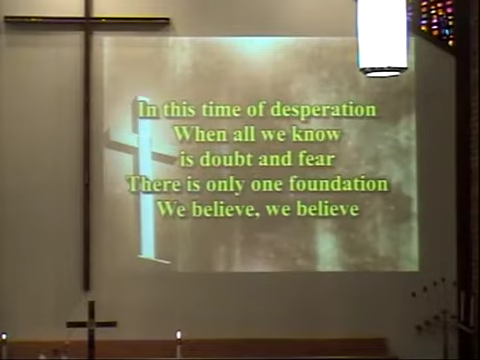 In this time of desperation
When all we know
is doubt and fear
There is only one foundation
We believe, we believe